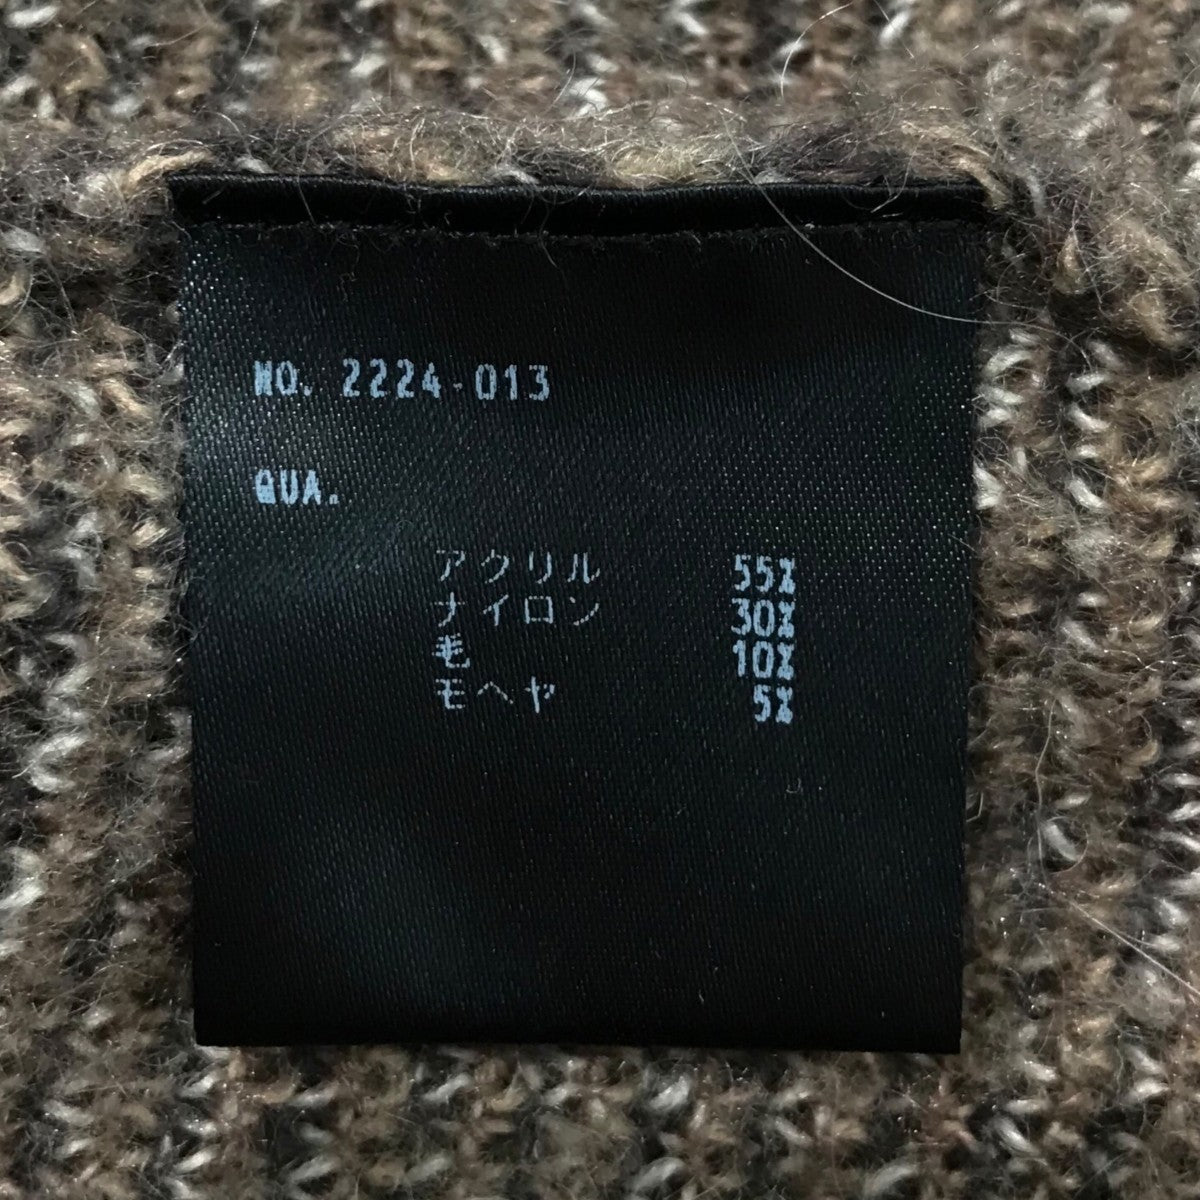 NO. 2224-013
QUA.
アクリル 55%
ナイロン 30%
毛 10%
モヘヤ 5%